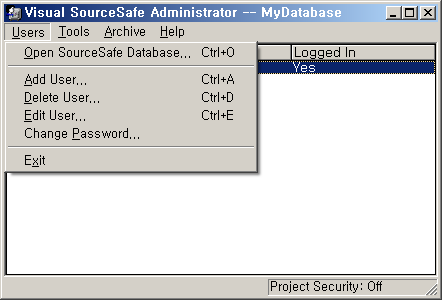 Visual SourceSafe Administrator -- MyDatabase
Users Tools Archive Help
Open SourceSafe Database... Ctrl+O
Logged In
Yes
Add User... Ctrl+A
Delete User... Ctrl+D
Edit User... Ctrl+E
Change Password...
Exit
Project Security: Off